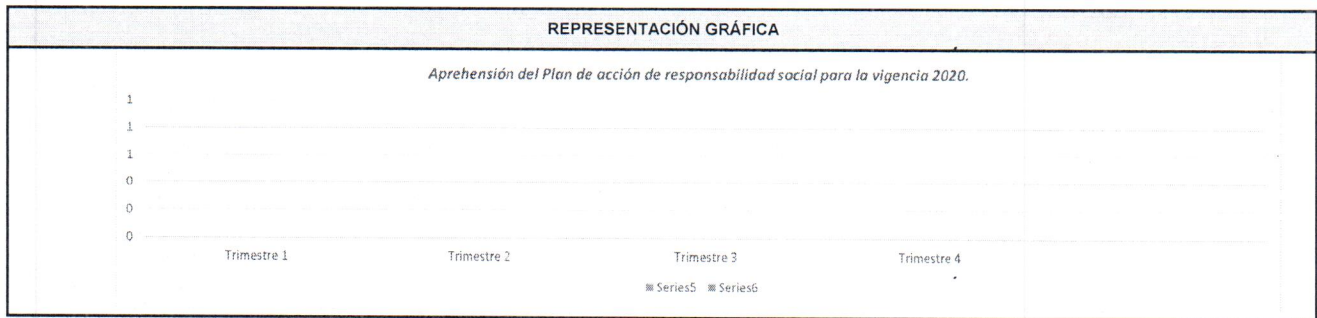 REPRESENTACIÓN GRÁFICA
Aprehensión del Plan de acción de responsabilidad social para la vigencia 2020.
1
1
1
0
0
0
Trimestre 1 Trimestre 2 Trimestre 3 Trimestre 4
Series5 Series6